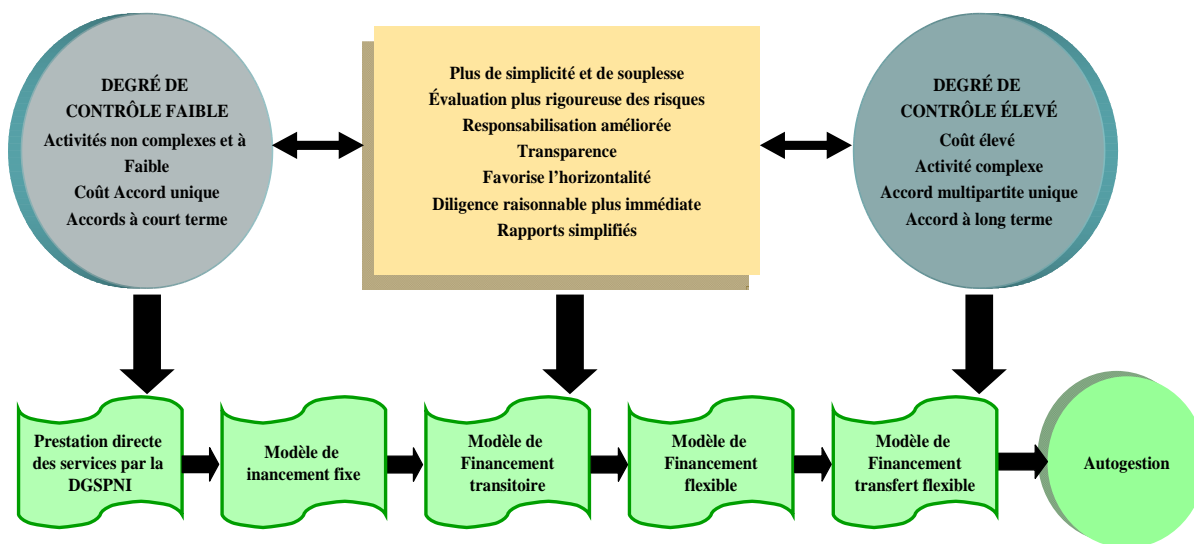 DEGRÉ DE
CONTRÔLE FAIBLE
Activités non complexes et à
Faible
Coût Accord unique
Accords à court terme
Plus de simplicité et de souplesse
Évaluation plus rigoureuse des risques
Responsabilisation améliorée
Transparence
Favorise l'horizontalité
Diligence raisonnable plus immédiate
Rapports simplifiés
DEGRÉ DE
CONTRÔLE ÉLEVÉ
Coût élevé
Activité complexe
Accord multipartite unique
Accord à long terme
Prestation directe
des services par la
DGSPNI
Modèle de
inancement fixe
Modèle de
Financement
transitoire
Modèle de
Financement
flexible
Modèle de
Financement
transfert flexible
Autogestion